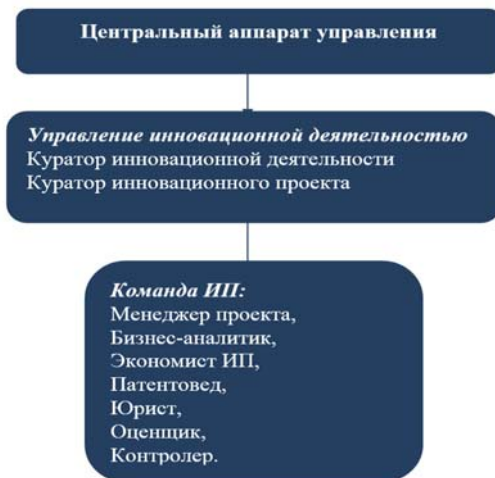 Центральный аппарат управления
Управление инновационной деятельностью
Куратор инновационной деятельности
Куратор инновационного проекта
Команда ИП:
Менеджер проекта,
Бизнес-аналитик,
Экономист ИП,
Патентовед,
Юрист,
Оценщик,
Контролер.